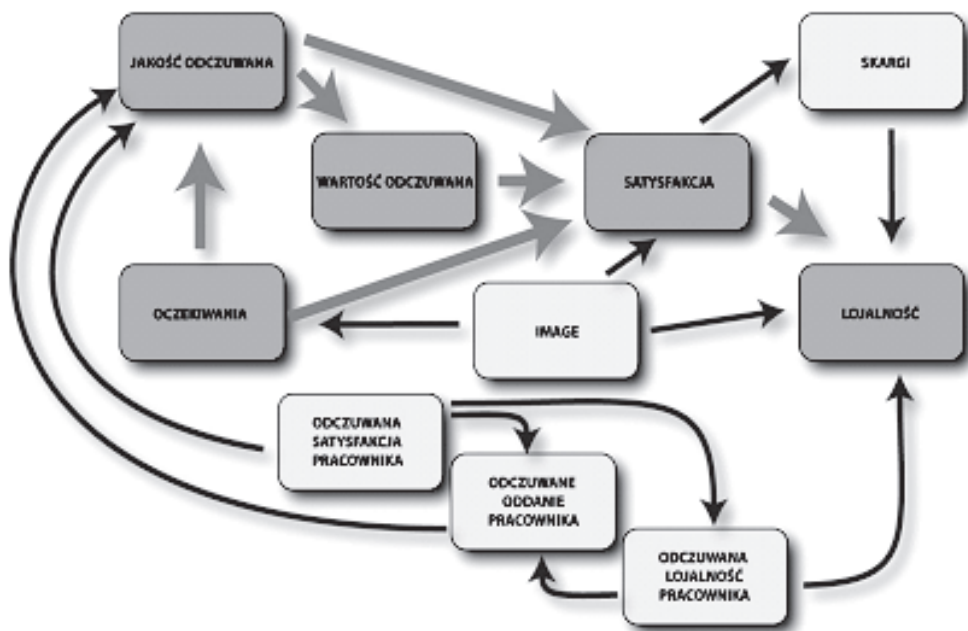 JAKOŚĆ ODCZUWANA
SKARGI
WARTOŚĆ ODCZUWANA
SATYSFAKCJA
OCZEKIWANIA
IMAGE
LOJALNOŚĆ
ODCZUWANA
SATYSFAKCJA
PRACOWNIKA
ODCZUWANE
ODDANIE
PRACOWNIKA
ODCZUWANA
LOJALNOŚĆ
PRACOWNIKA